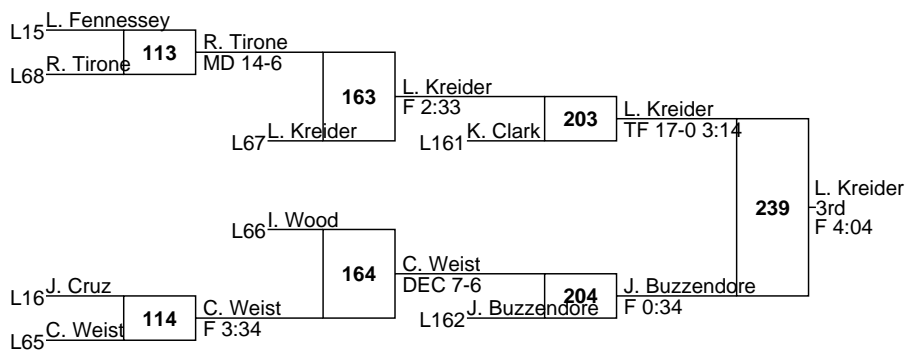 L15 L. Fennessey
113
L68 R. Tirone
R. Tirone
MD 14-6
163
L67 L. Kreider
L. Kreider
F 2:33
203
L161 K. Clark
L. Kreider
TF 17-0 3:14
239
L. Kreider
3rd
F 4:04
L66 I. Wood
164
L16 J. Cruz
114
L65 C. Weist
C. Weist
F 3:34
C. Weist
DEC 7-6
204
L162 J. Buzzendore
J. Buzzendore
F 0:34